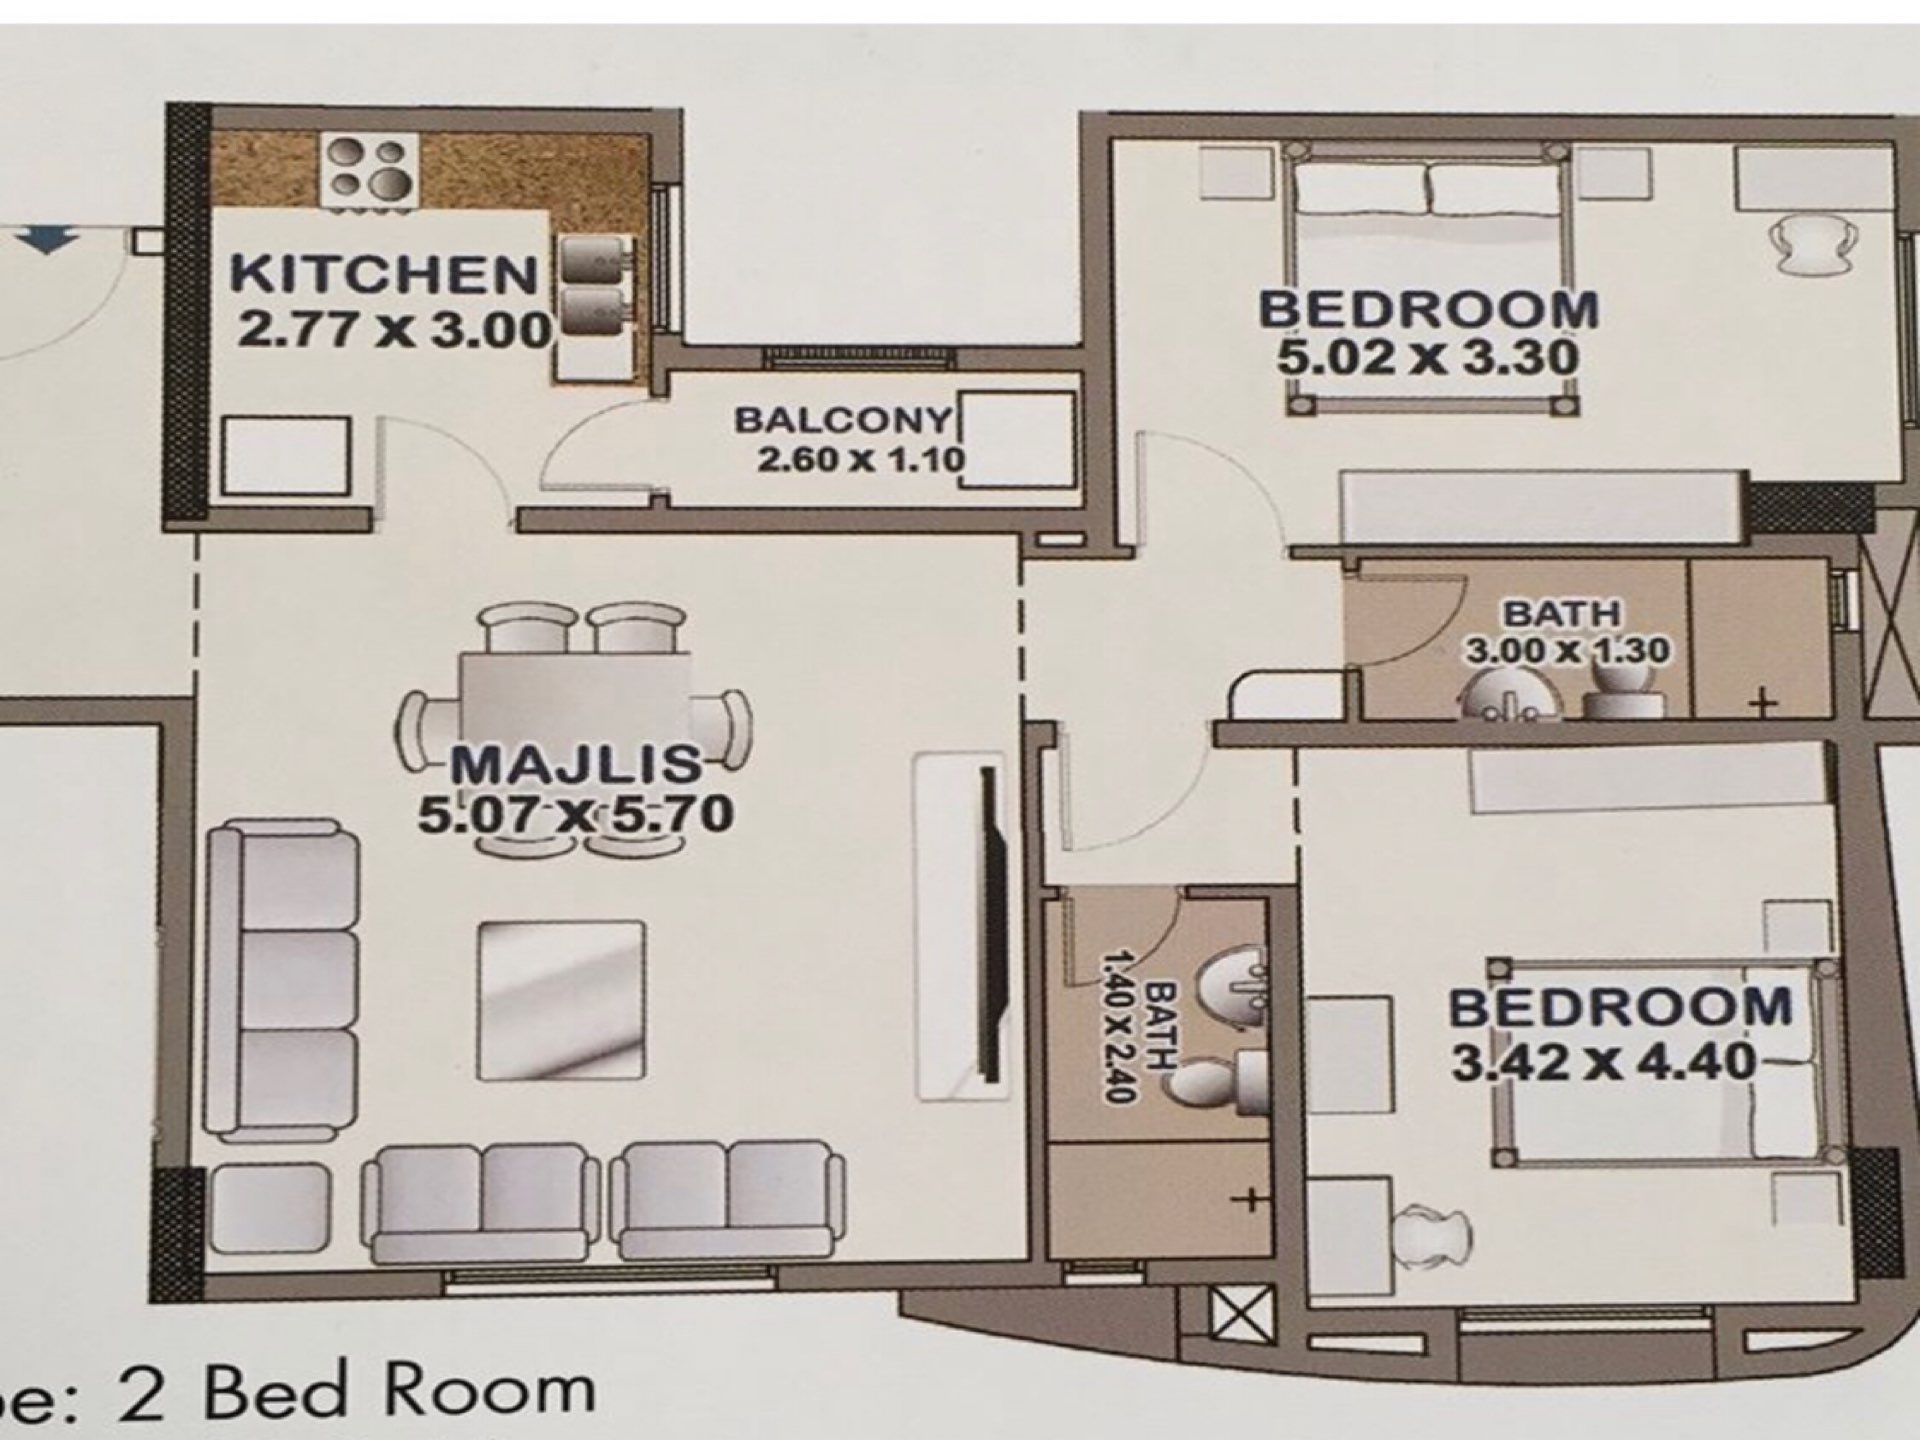 KITCHEN
2.77 x 3.00
BALCONY
2.60 x 1.10
BEDROOM
5.02 x 3.30
BATH
3.00 x 1.30
MAJLIS
5.07 x 5.70
BATH
1.40 x 2.40
BEDROOM
3.42 x 4.40
pe: 2 Bed Room